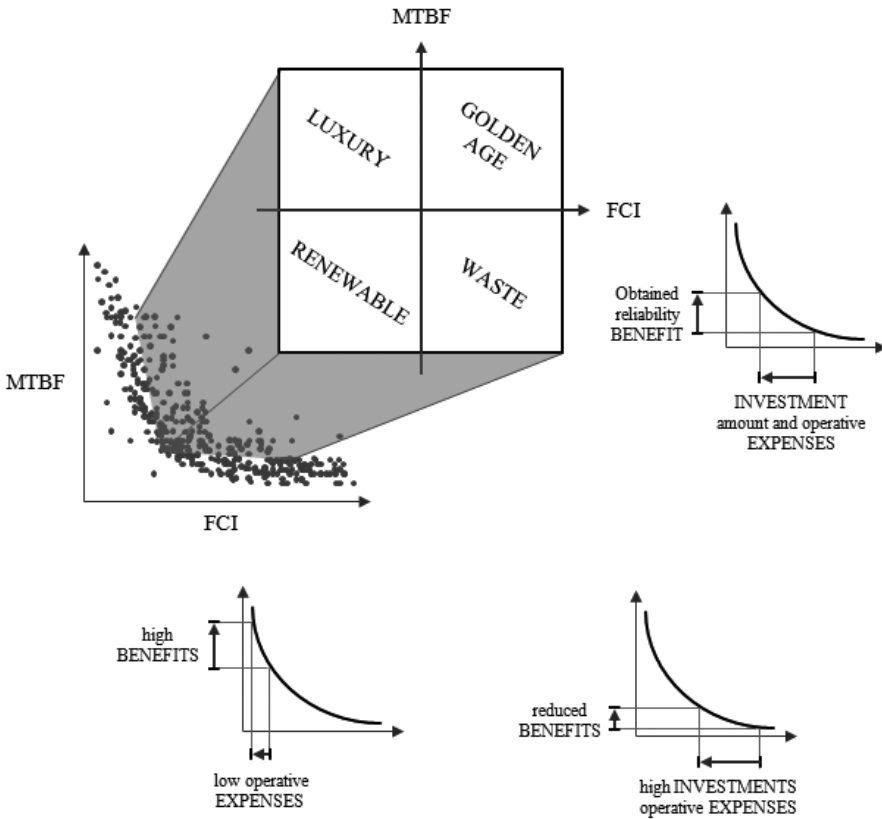 MTBF
LUXURY
GOLDEN
AGE
FCI
RENEWABLE
WASTE
MTBF
FCI
Obtained
reliability
BENEFIT
INVESTMENT
amount and operative
EXPENSES
high
BENEFITS
low operative
EXPENSES
reduced
BENEFITS
high INVESTMENTS
operative EXPENSES